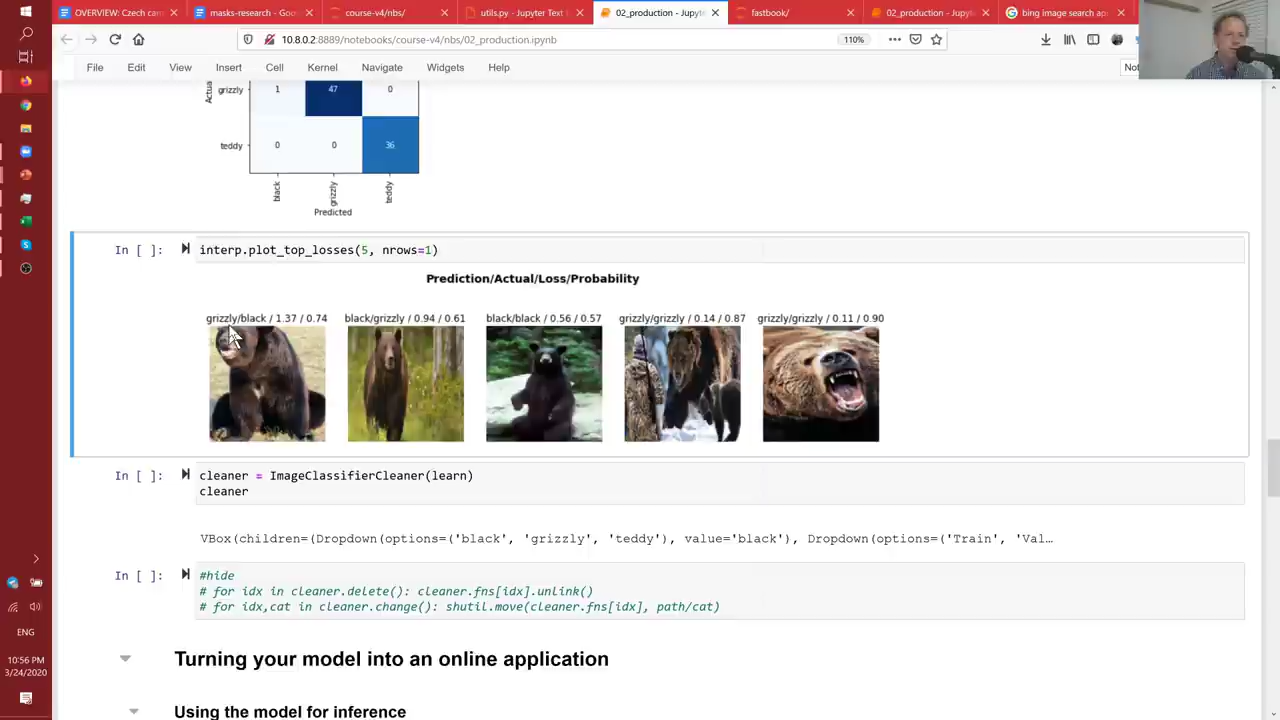 OVERVIEW: Czech cam
masks-research - Googl
course-v4/nbs/
utils.py - Jupyter Text
02_production - Jupyte
fastbook/
02_production - Jupyter
bing image search ap
10.8.0.2:8889/notebooks/course-v4/nbs/02_production.ipynb
110%
File Edit View Insert Cell Kernel Navigate Widgets Help
Not
Actua
grizzly 1 47 0
teddy 0 0 36
black grizzly teddy
Predicted
In [ ]: interp.plot_top_losses(5, nrows=1)
Prediction/Actual/Loss/Probability
grizzly/black / 1.37 / 0.74 black/grizzly / 0.94 / 0.61 black/black / 0.56 / 0.57 grizzly/grizzly / 0.14 / 0.87 grizzly/grizzly / 0.11 / 0.90
In [ ]: cleaner = ImageClassifierCleaner(learn)
cleaner
VBox(children=(Dropdown(options=('black', 'grizzly', 'teddy'), value='black'), Dropdown(options=('Train', 'Val…
In [ ]: #hide
# for idx in cleaner.delete(): cleaner.fns[idx].unlink()
# for idx,cat in cleaner.change(): shutil.move(cleaner.fns[idx], path/cat)
Turning your model into an online application
Using the model for inference
ENG
10:56 PM
3/24/2020